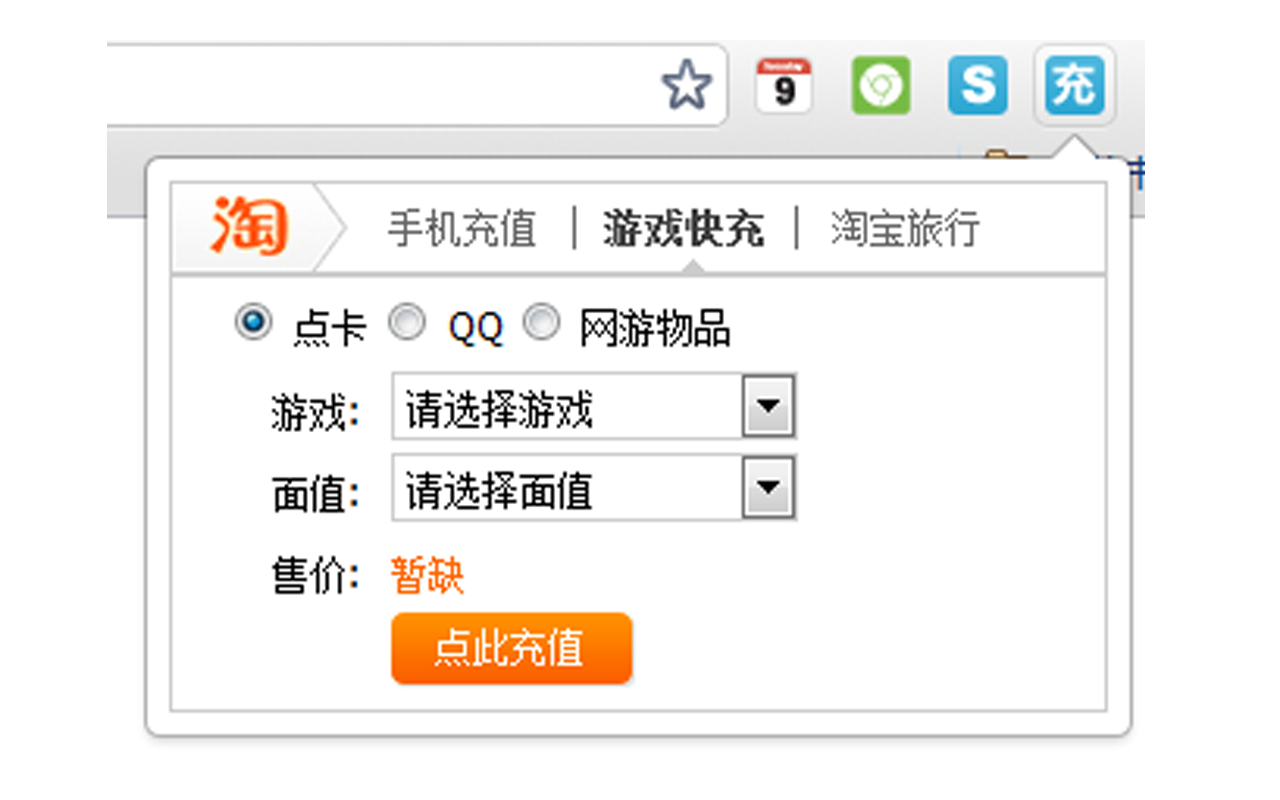 9 S 充
淘 手机充值 | 游戏快充 | 淘宝旅行
点卡 QQ 网游物品
游戏: 请选择游戏
面值: 请选择面值
售价: 暂缺
点此充值